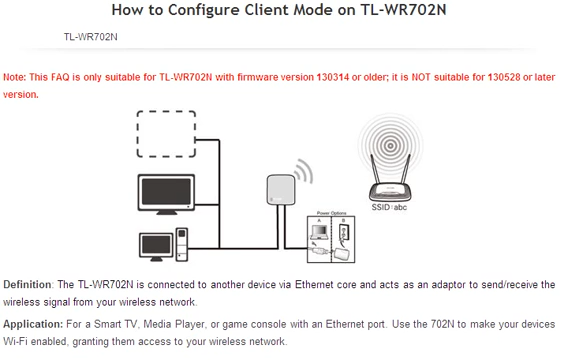 How to Configure Client Mode on TL-WR702N
TL-WR702N
Note: This FAQ is only suitable for TL-WR702N with firmware version 130314 or older; it is NOT suitable for 130528 or later
version.
SSID:abc
Power Options
A B
Definition: The TL-WR702N is connected to another device via Ethernet core and acts as an adaptor to send/receive the
wireless signal from your wireless network.
Application: For a Smart TV, Media Player, or game console with an Ethernet port. Use the 702N to make your devices
Wi-Fi enabled, granting them access to your wireless network.